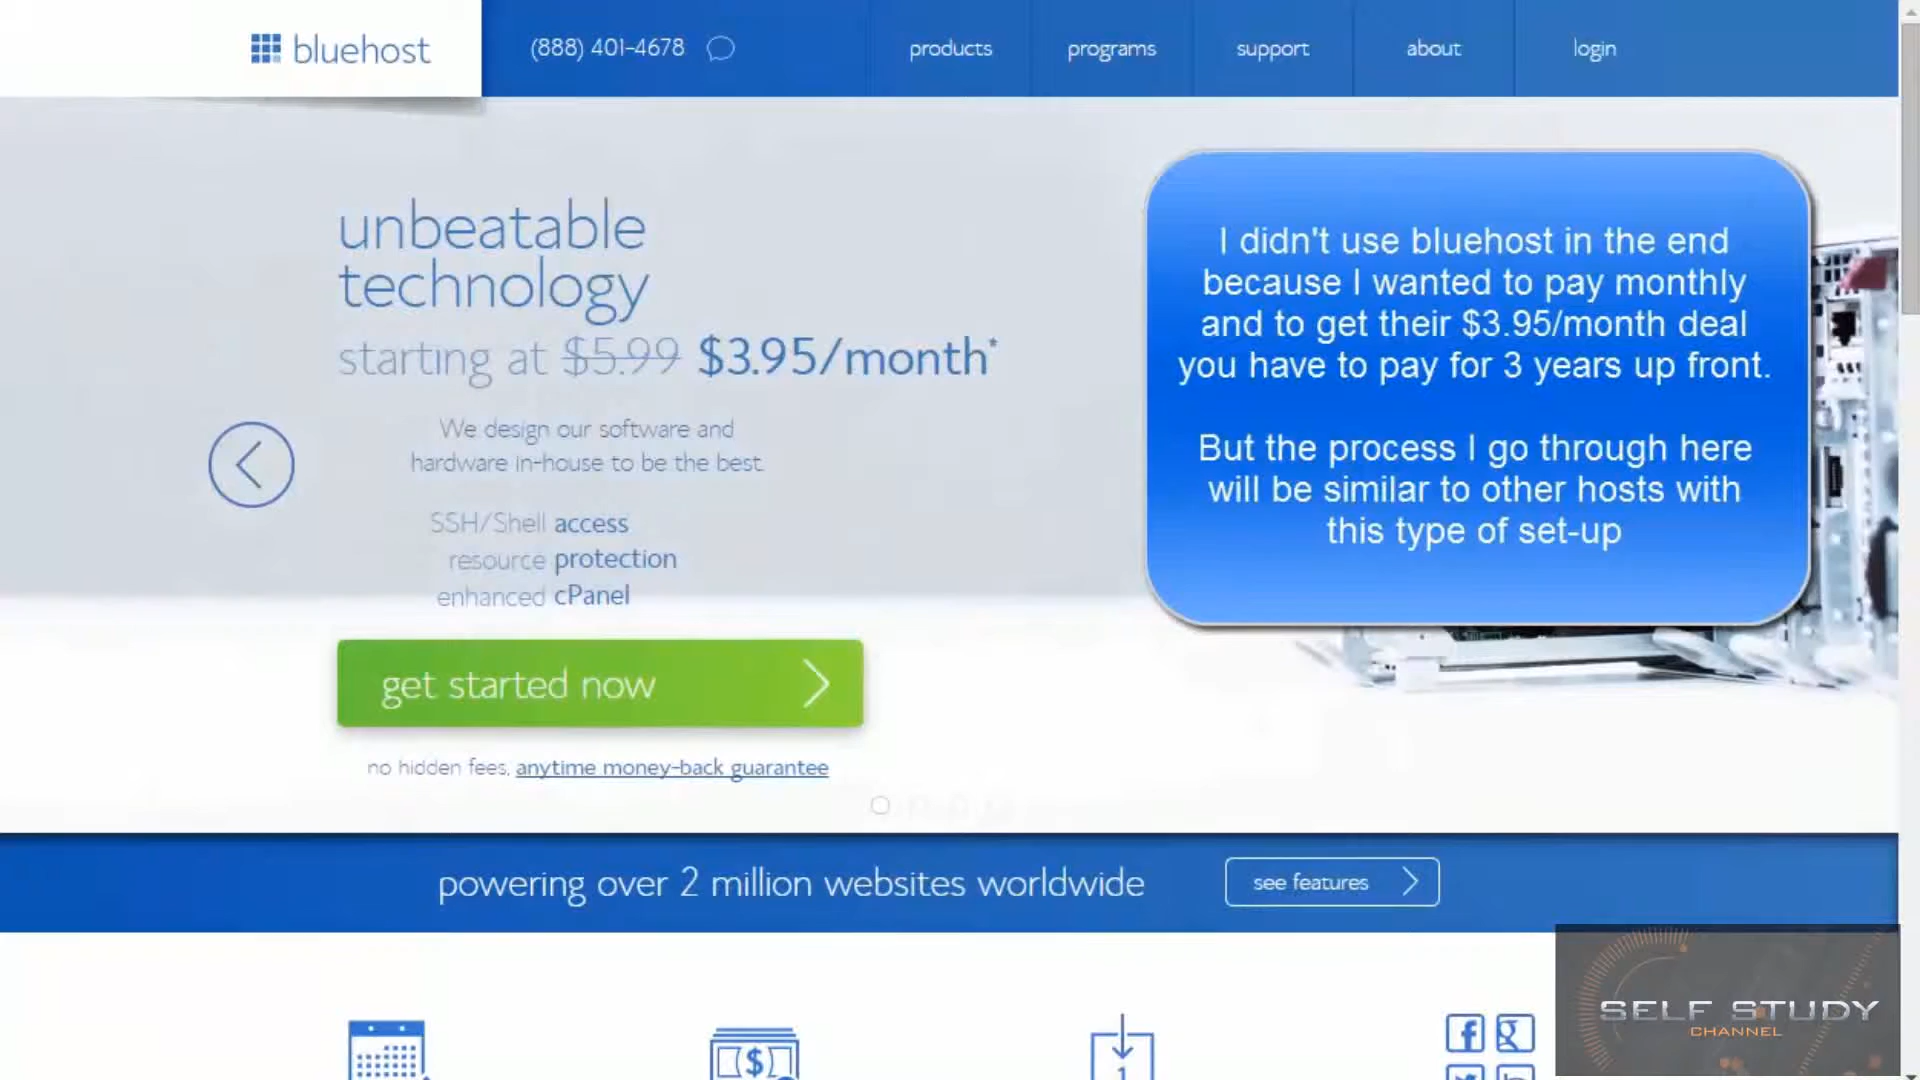 bluehost
(888) 401-4678
products
programs
support
about
login
unbeatable
technology
starting at $5.99 $3.95/month*
We design our software and
hardware in-house to be the best.
SSH/Shell access
resource protection
enhanced cPanel
get started now
no hidden fees, anytime money-back guarantee
I didn't use bluehost in the end
because I wanted to pay monthly
and to get their $3.95/month deal
you have to pay for 3 years up front.
But the process I go through here
will be similar to other hosts with
this type of set-up
powering over 2 million websites worldwide
see features
SELF STUDY
CHANNEL